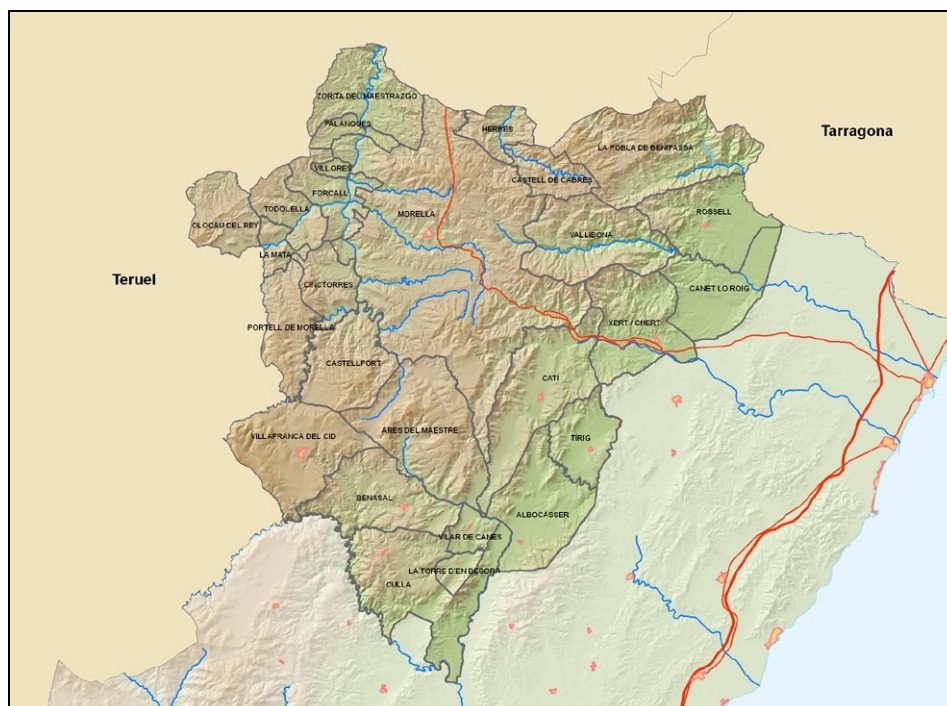 ZORITA DEL MAESTRAZGO
PALANQUES
HERBES
Tarragona
LA POBLA DE BENIFASSA
VILLORES
CASTELL DE CABRES
FORCALL
TODOLELLA
OLOCAU DEL REY
MORELLA
ROSSELL
VALLIBONA
LA MATA
Teruel
CINCTORRES
CANET LO ROIG
PORTELL DE MORELLA
XERT / CHERT
CASTELLFORT
CATÍ
ARES DEL MAESTRE
VILLAFRANCA DEL CID
TIRIG
BENASAL
ALBOCASSER
VILAR DE CANES
LA TORRE D'EN BESORA
CULLA